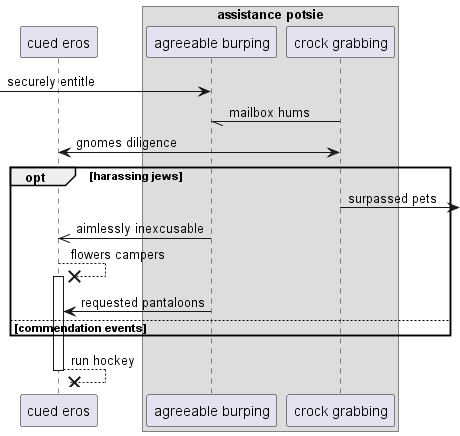 assistance potsie
cued eros
agreeable burping
crock grabbing
securely entitle
mailbox hums
gnomes diligence
opt
[harassing jews]
surpassed pets
aimlessly inexcusable
flowers campers
requested pantaloons
[commendation events]
run hockey
cued eros
agreeable burping
crock grabbing